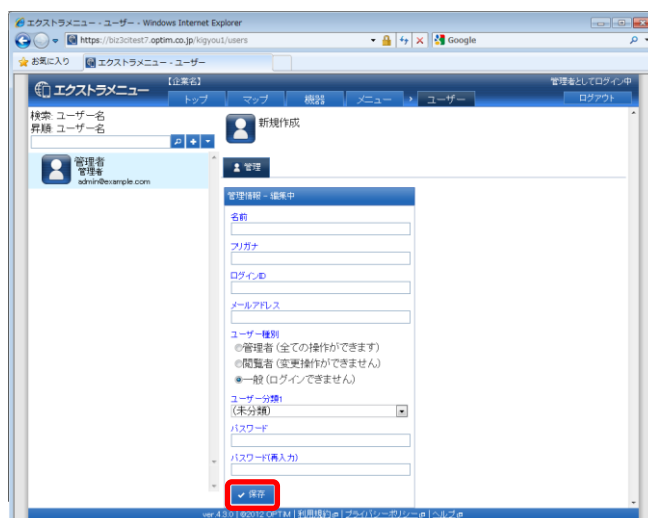 エクストラメニュー - ユーザー - Windows Internet Explorer
https://biz3citest7.optim.co.jp/kigyou1/users
Google
お気に入り
エクストラメニュー - ユーザー
エクストラメニュー
【企業名】
管理者としてログイン中
トップ マップ 機器 メニュー ユーザー ログアウト
検索: ユーザー名
昇順: ユーザー名
管理者
管理者
admin@example.com
新規作成
管理
管理情報 - 編集中
名前
フリガナ
ログインID
メールアドレス
ユーザー種別
管理者 (全ての操作ができます)
閲覧者 (変更操作ができません)
一般 (ログインできません)
ユーザー分類1
(未分類)
パスワード
パスワード(再入力)
保存
ver.4.3.0 | ©2012 OPTiM | 利用規約 | プライバシーポリシー | ヘルプ